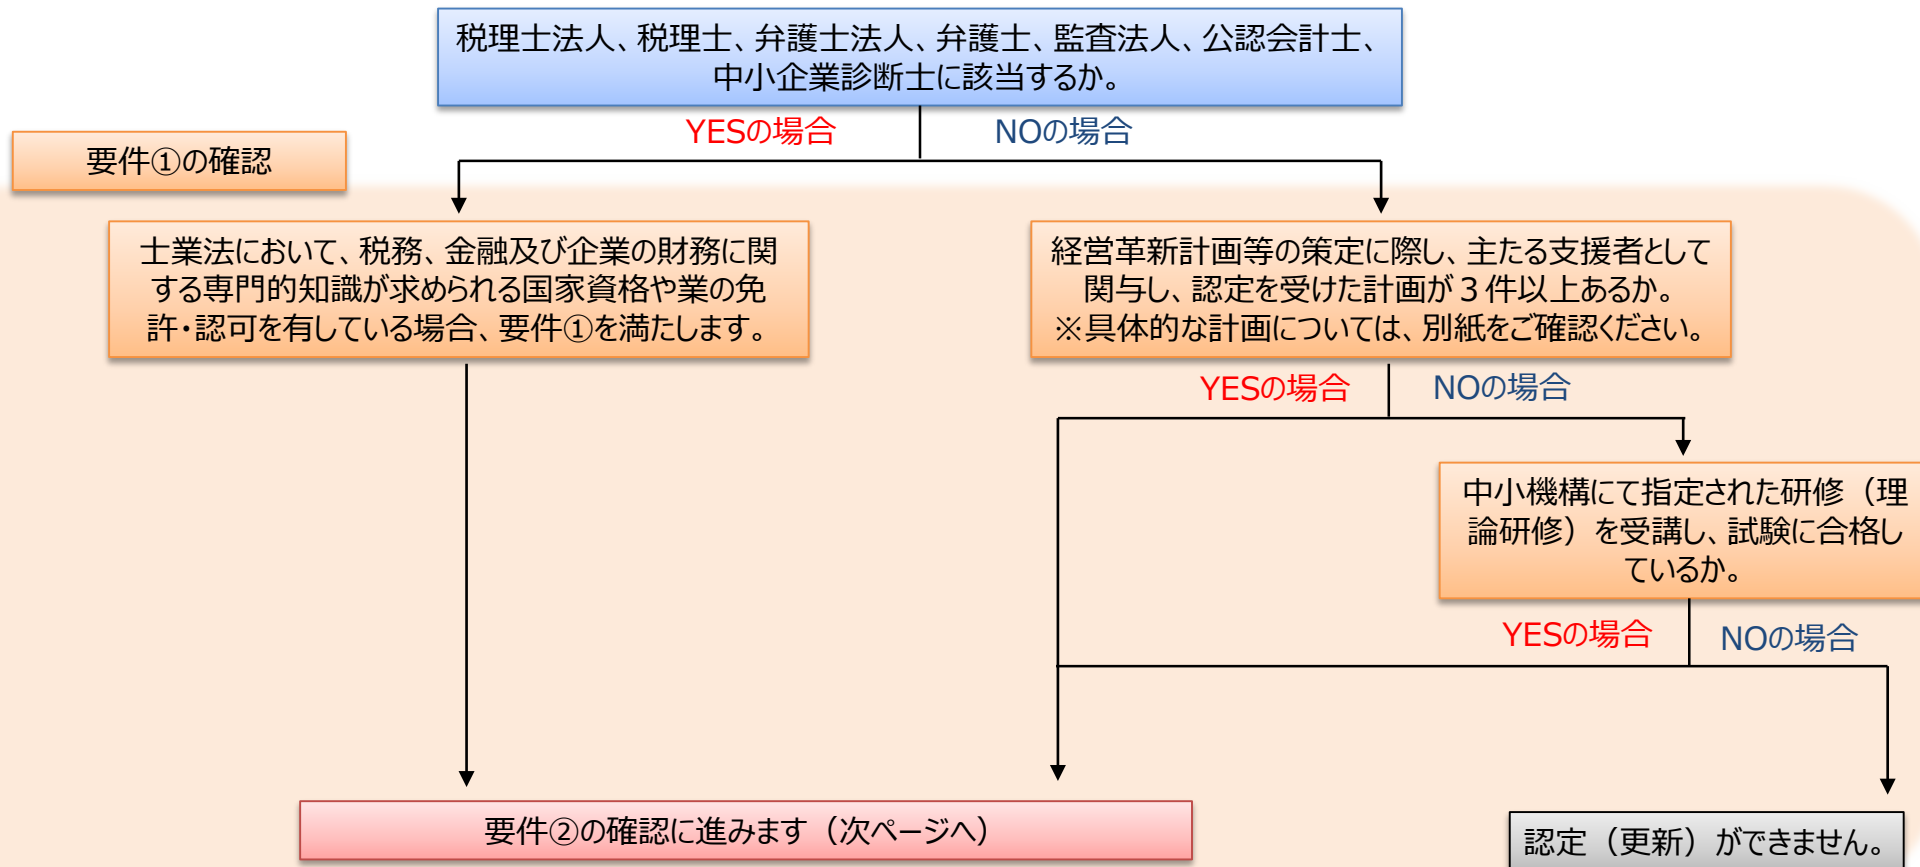 税理士法人、税理士、弁護士法人、弁護士、監査法人、公認会計士、
中小企業診断士に該当するか。
YESの場合
NOの場合
要件①の確認
士業法において、税務、金融及び企業の財務に関
する専門的知識が求められる国家資格や業の免
許・認可を有している場合、要件①を満たします。
経営革新計画等の策定に際し、主たる支援者として
関与し、認定を受けた計画が３件以上あるか。
※具体的な計画については、別紙をご確認ください。
YESの場合
NOの場合
中小機構にて指定された研修（理
論研修）を受講し、試験に合格し
ているか。
YESの場合
NOの場合
要件②の確認に進みます（次ページへ）
認定（更新）ができません。